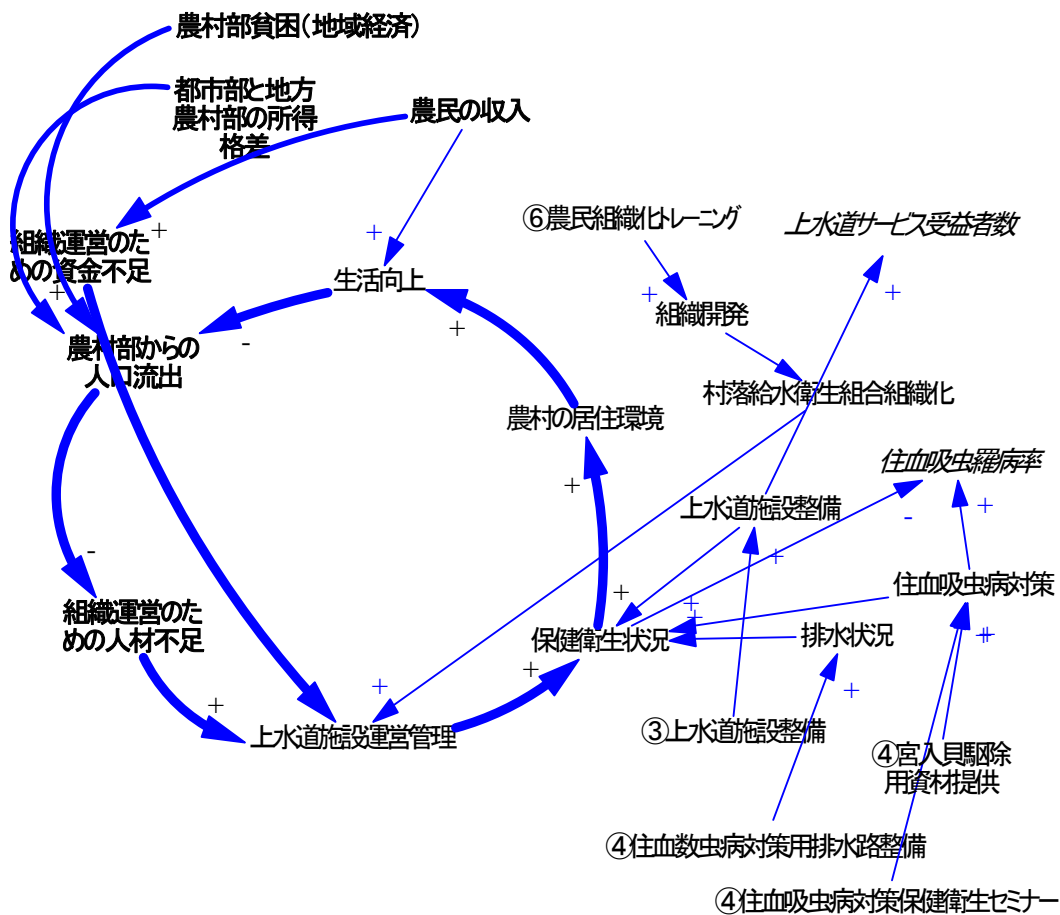 農村部貧困(地域経済)
都市部と地方
農村部の所得
格差
農民の収入
+
組織運営のた
めの資金不足
+
⑥農民組織化トレーニング
上水道サービス受益者数
+
生活向上
+
+
組織開発
農村部からの
人口流出
-
+
村落給水衛生組合組織化
農村の居住環境
住血吸虫羅病率
+
上水道施設整備
-
+
-
+
住血吸虫病対策
+
+
+
組織運営のた
めの人材不足
保健衛生状況
排水状況
+
+
+
+
+
+
上水道施設運営管理
③上水道施設整備
④宮入貝駆除
用資材提供
④住血数虫病対策用排水路整備
④住血吸虫病対策保健衛生セミナー